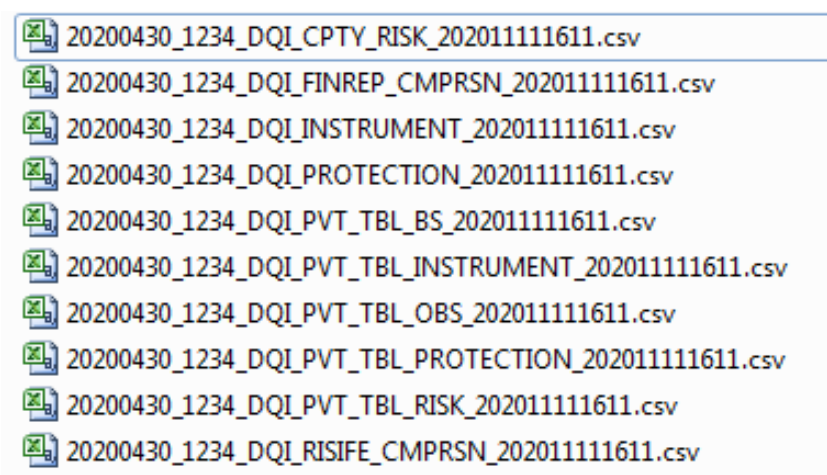 20200430_1234_DQI_CPTY_RISK_202011111611.csv
20200430_1234_DQI_FINREP_CMPRSN_202011111611.csv
20200430_1234_DQI_INSTRUMENT_202011111611.csv
20200430_1234_DQI_PROTECTION_202011111611.csv
20200430_1234_DQI_PVT_TBL_BS_202011111611.csv
20200430_1234_DQI_PVT_TBL_INSTRUMENT_202011111611.csv
20200430_1234_DQI_PVT_TBL_OBS_202011111611.csv
20200430_1234_DQI_PVT_TBL_PROTECTION_202011111611.csv
20200430_1234_DQI_PVT_TBL_RISK_202011111611.csv
20200430_1234_DQI_RISIFE_CMPRSN_202011111611.csv